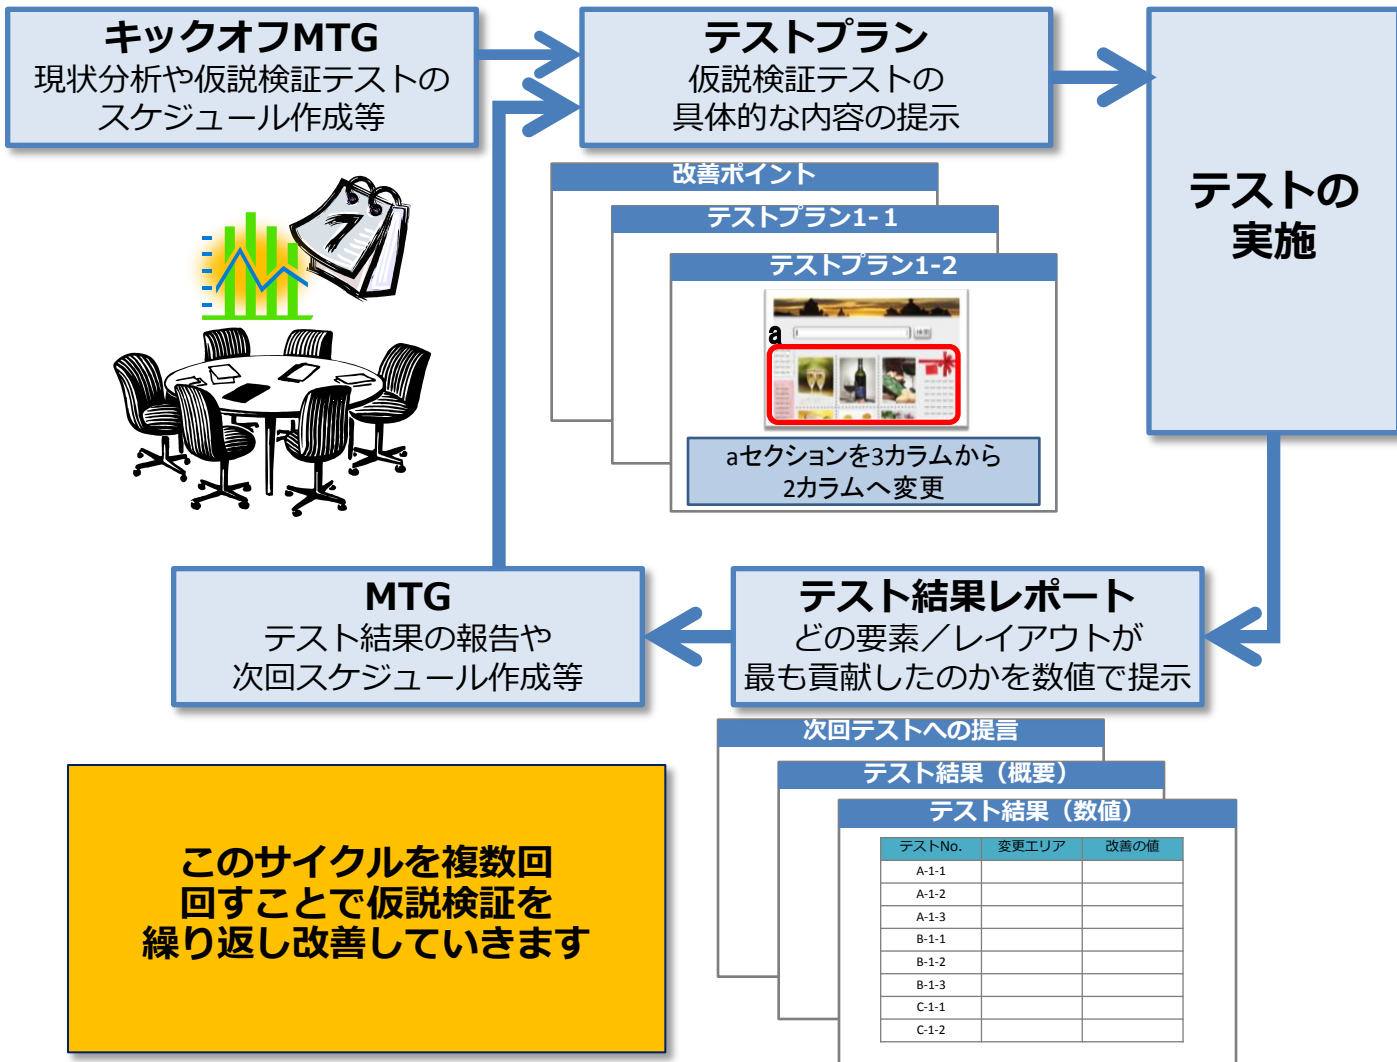 キックオフMTG
現状分析や仮説検証テストの
スケジュール作成等
テストプラン
仮説検証テストの
具体的な内容の提示
テストの
実施
改善ポイント
テストプラン1-1
テストプラン1-2
7
a
検索
aセクションを3カラムから
2カラムへ変更
MTG
テスト結果の報告や
次回スケジュール作成等
テスト結果レポート
どの要素／レイアウトが
最も貢献したのかを数値で提示
次回テストへの提言
テスト結果（概要）
テスト結果（数値）
テストNo. 変更エリア 改善の値
A-1-1
A-1-2
A-1-3
B-1-1
B-1-2
B-1-3
C-1-1
C-1-2
このサイクルを複数回
回すことで仮説検証を
繰り返し改善していきます